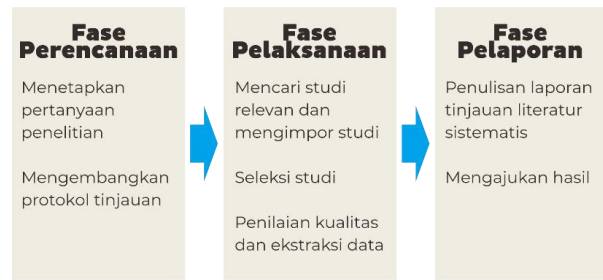 Fase
Perencanaan
Menetapkan
pertanyaan
penelitian
Mengembangkan
protokol tinjauan
Fase
Pelaksanaan
Mencari studi
relevan dan
mengimpor studi
Seleksi studi
Penilaian kualitas
dan ekstraksi data
Fase
Pelaporan
Penulisan laporan
tinjauan literatur
sistematis
Mengajukan hasil